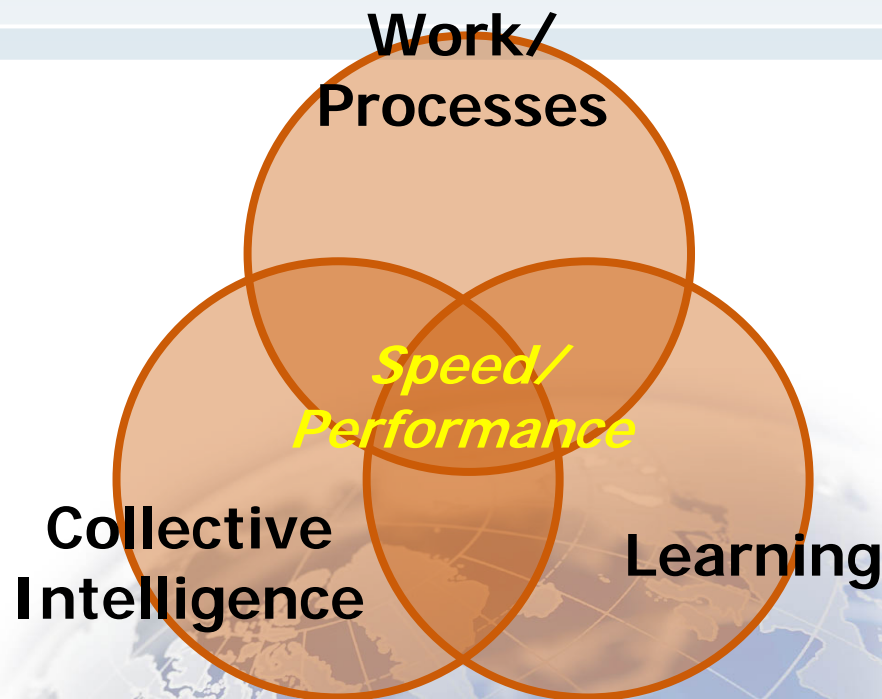 Work/
Processes
Speed/
Performance
Collective
Intelligence
Learning